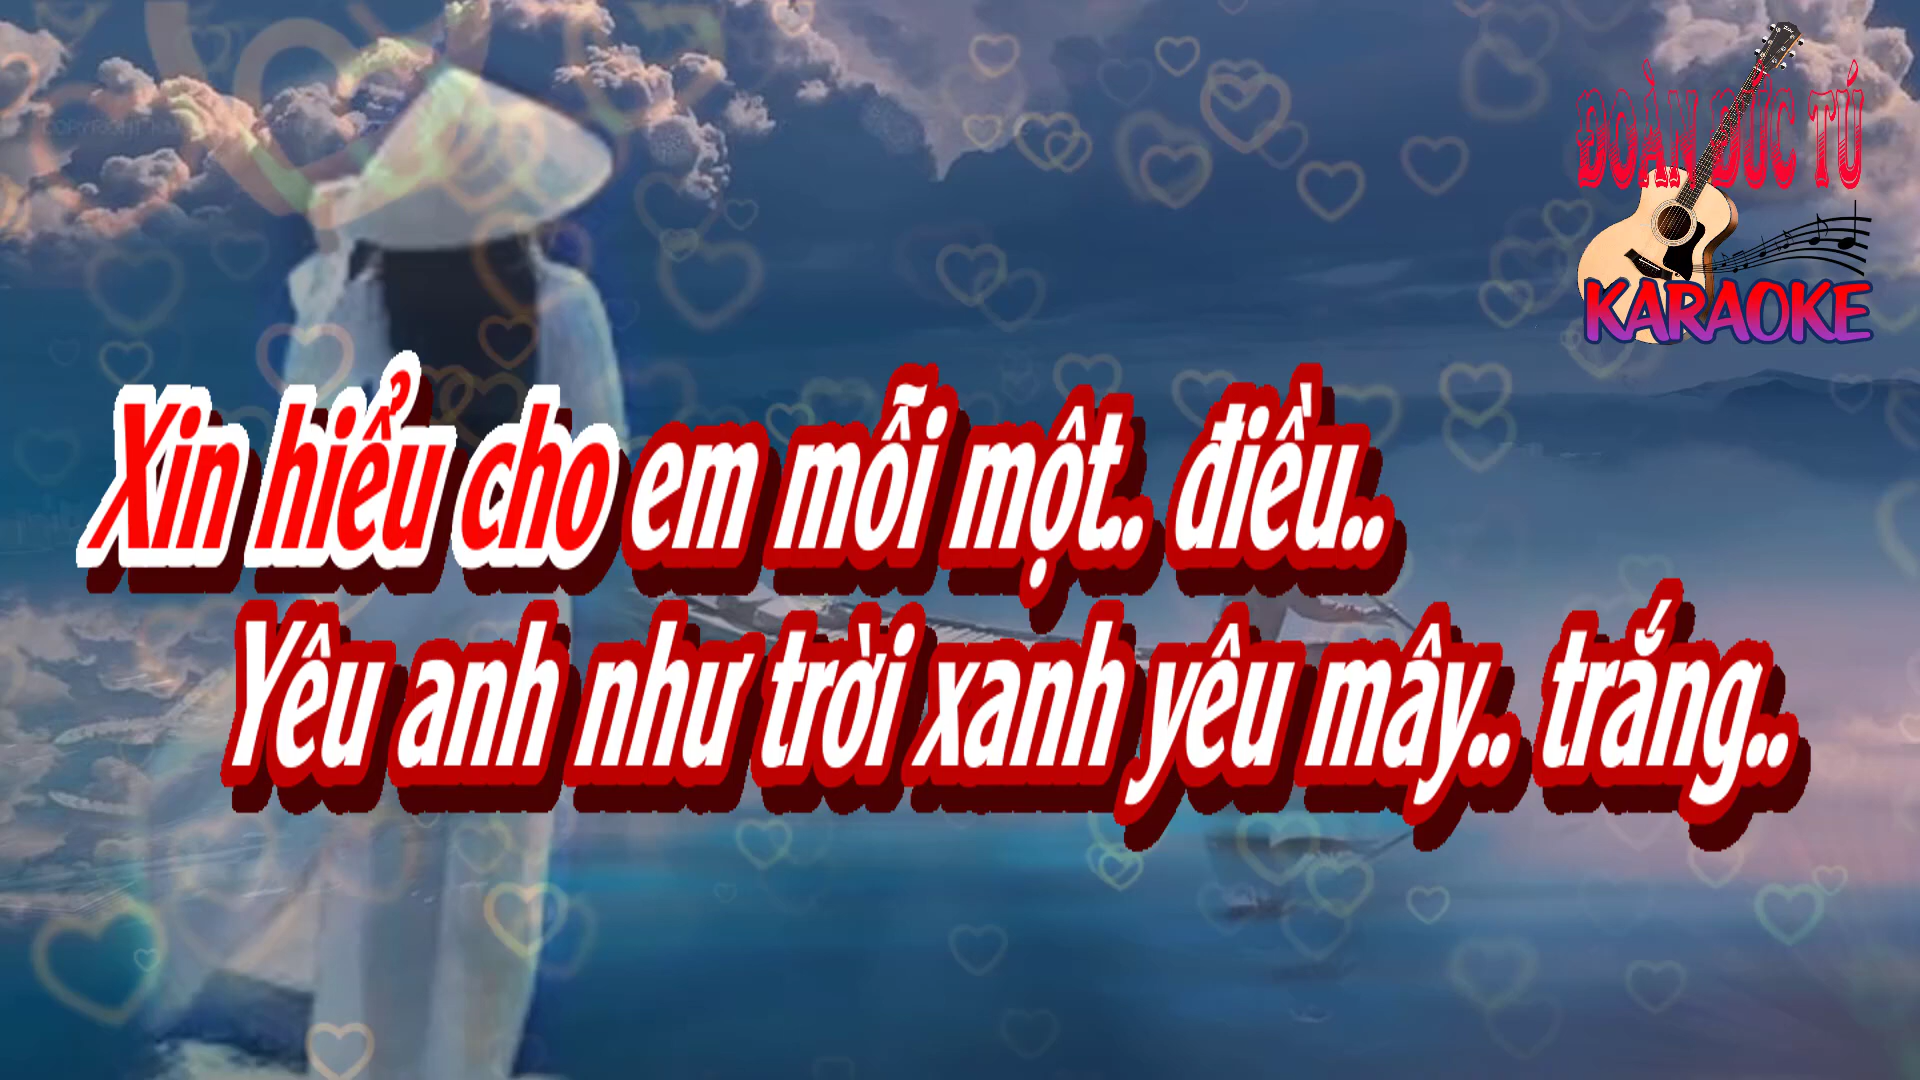 ĐOÀN ĐỨC TÚ
KARAOKE
Xin hiểu cho em mỗi một.. điều..
Yêu anh như trời xanh yêu mây.. trắng..